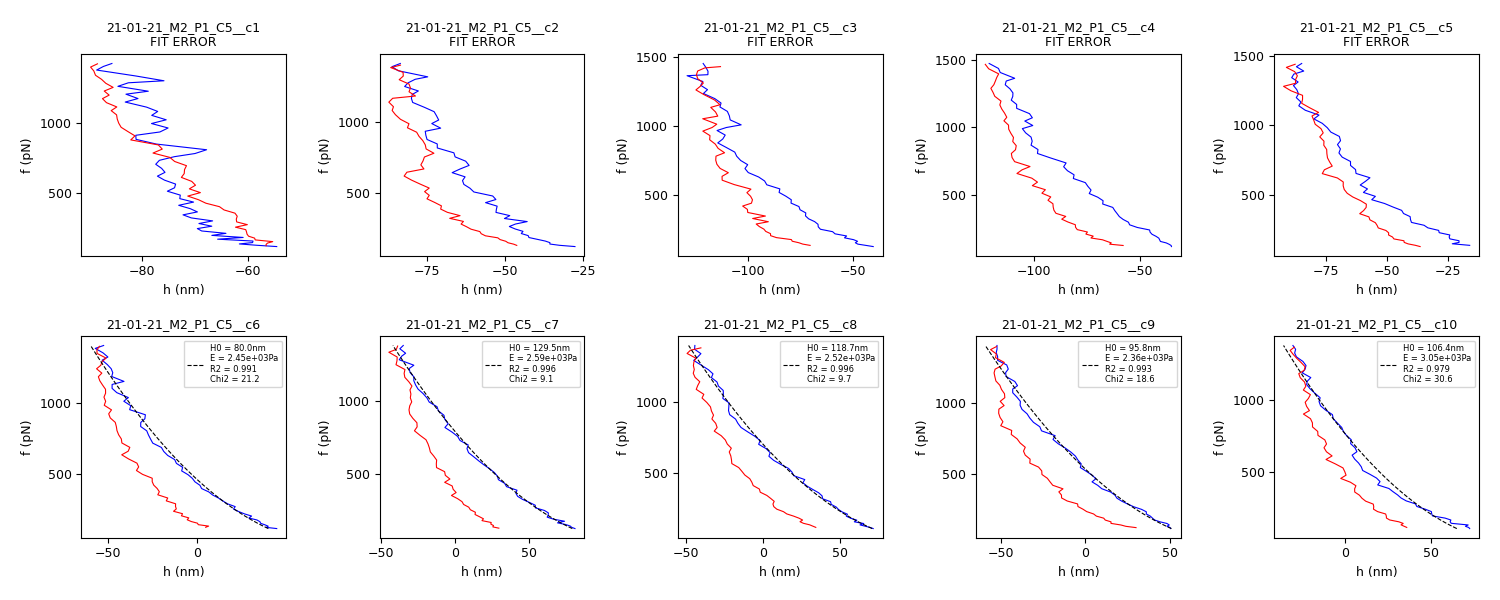 21-01-21_M2_P1_C5__c1
FIT ERROR
1000
500
f (pN)
−80
−60
h (nm)
21-01-21_M2_P1_C5__c2
FIT ERROR
1000
500
f (pN)
−75
−50
−25
h (nm)
21-01-21_M2_P1_C5__c3
FIT ERROR
1500
1000
500
f (pN)
−100
−50
h (nm)
21-01-21_M2_P1_C5__c4
FIT ERROR
1500
1000
500
f (pN)
−100
−50
h (nm)
21-01-21_M2_P1_C5__c5
FIT ERROR
1500
1000
500
f (pN)
−75
−50
−25
h (nm)
21-01-21_M2_P1_C5__c6
H0 = 80.0nm
E = 2.45e+03Pa
R2 = 0.991
Chi2 = 21.2
1000
500
f (pN)
−50
0
h (nm)
21-01-21_M2_P1_C5__c7
H0 = 129.5nm
E = 2.59e+03Pa
R2 = 0.996
Chi2 = 9.1
1000
500
f (pN)
−50
0
50
h (nm)
21-01-21_M2_P1_C5__c8
H0 = 118.7nm
E = 2.52e+03Pa
R2 = 0.996
Chi2 = 9.7
1000
500
f (pN)
−50
0
50
h (nm)
21-01-21_M2_P1_C5__c9
H0 = 95.8nm
E = 2.36e+03Pa
R2 = 0.993
Chi2 = 18.6
1000
500
f (pN)
−50
0
50
h (nm)
21-01-21_M2_P1_C5__c10
H0 = 106.4nm
E = 3.05e+03Pa
R2 = 0.979
Chi2 = 30.6
1000
500
f (pN)
0
50
h (nm)